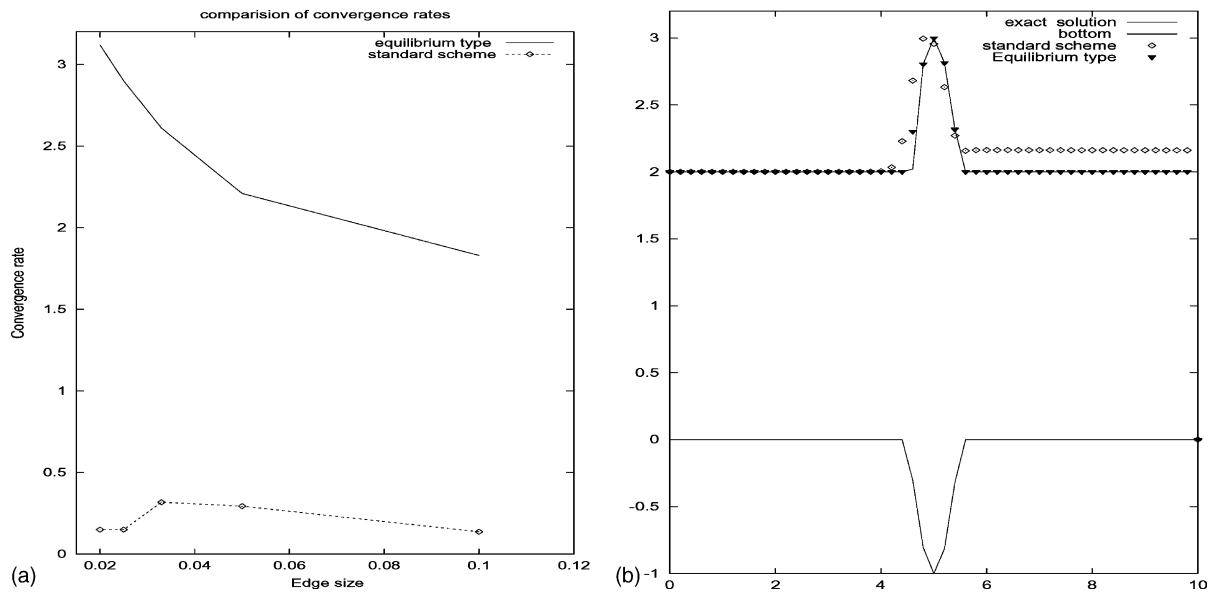 comparision of convergence rates
equilibrium type
standard scheme
3
2.5
2
1.5
1
0.5
0
Convergence rate
0.02
0.04
0.06
0.08
0.1
0.12
Edge size
(a)
exact solution
bottom
standard scheme
Equilibrium type
3
2.5
2
1.5
1
0.5
0
-0.5
-1
0
2
4
6
8
10
(b)